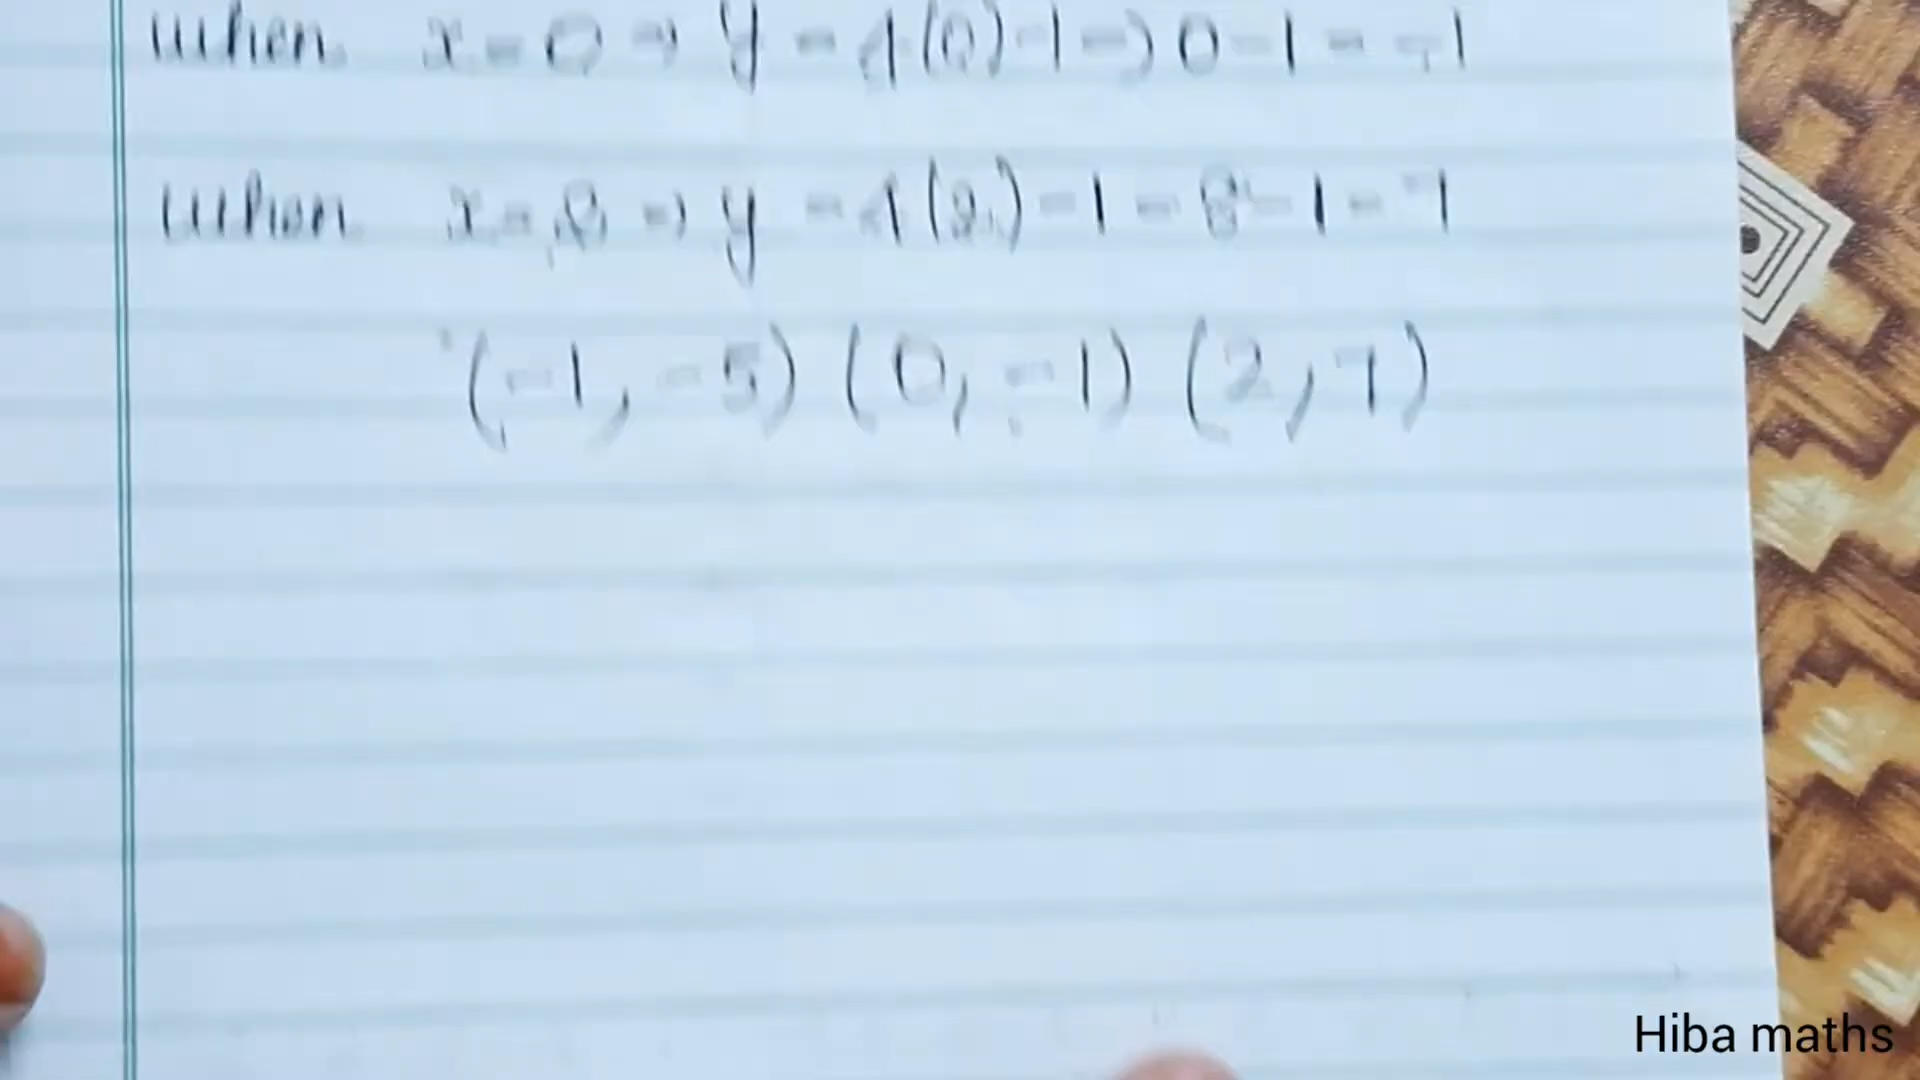 when x = 0 ⇒ y = 4(0)-1 ⇒ 0-1 = -1
when x = 2 ⇒ y = 4(2)-1 = 8-1 = 7
(-1, -5) (0, -1) (2, 7)
Hiba maths